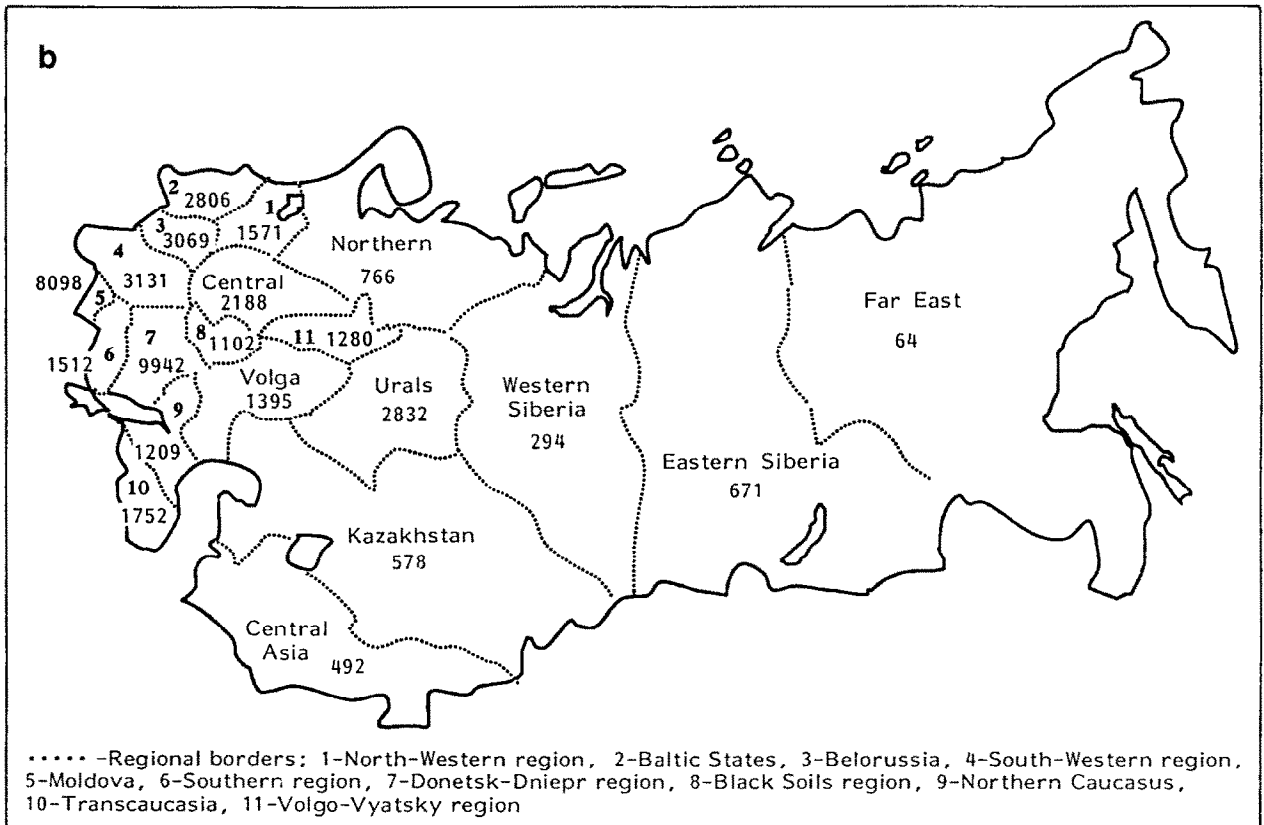 b
2
2806
1
3
3069
1571
Northern
4
766
8098
3131
Central
2188
5
Far East
7
8
1102
11 1280
64
1512
6
9942
Volga
1395
Urals
2832
Western
Siberia
294
9
1209
Eastern Siberia
671
10
1752
Kazakhstan
578
Central
Asia
492
..... -Regional borders; 1-North-Western region, 2-Baltic States, 3-Belorussia, 4-South-Western region,
5-Moldova, 6-Southern region, 7-Donetsk-Dniepr region, 8-Black Soils region, 9-Northern Caucasus,
10-Transcaucasia, 11-Volgo-Vyatsky region